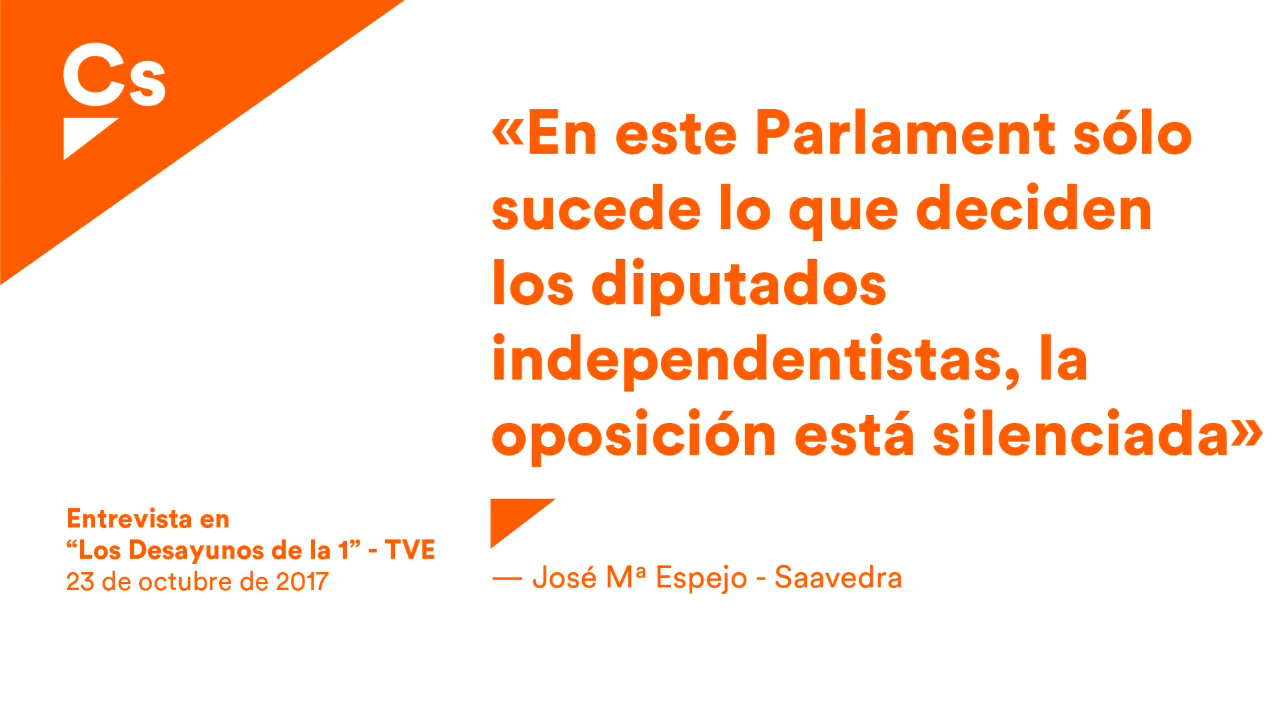 Cs
«En este Parlament sólo
sucede lo que deciden
los diputados
independentistas, la
oposición está silenciada»
Entrevista en
“Los Desayunos de la 1” - TVE
23 de octubre de 2017
— José Mª Espejo - Saavedra